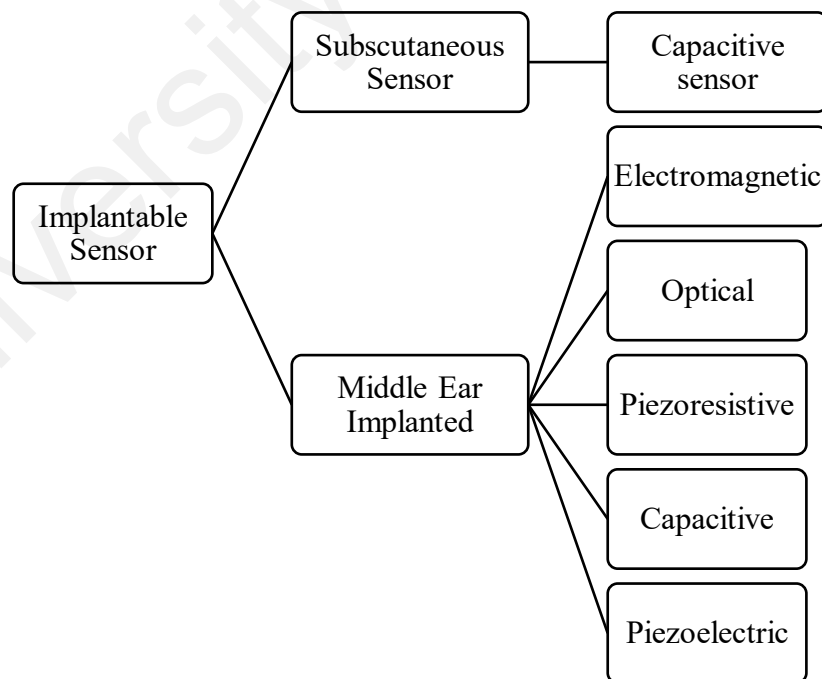 Subscutaneous
Sensor
Capacitive
sensor
Electromagnetic
Implantable
Sensor
Optical
Middle Ear
Implanted
Piezoresistive
Capacitive
Piezoelectric